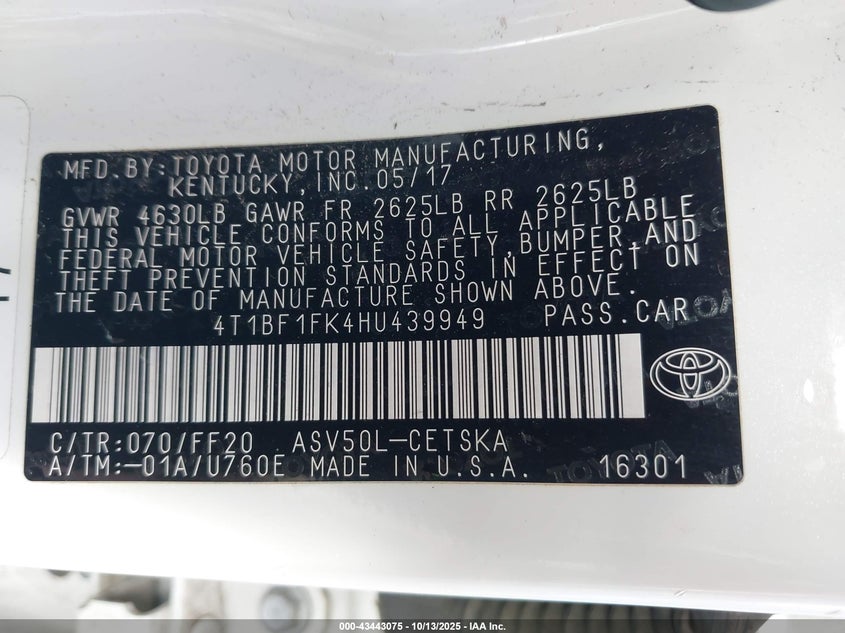 MFD. BY: TOYOTA MOTOR MANUFACTURING,
KENTUCKY, INC. 05/17
GVWR 4630LB GAWR FR 2625LB RR 2625LB
THIS VEHICLE CONFORMS TO ALL APPLICABLE
FEDERAL MOTOR VEHICLE SAFETY, BUMPER, AND
THEFT PREVENTION STANDARDS IN EFFECT ON
THE DATE OF MANUFACTURE SHOWN ABOVE.
4T1BF1FK4HU439949 PASS. CAR
C/TR: 070/FF20 ASV50L-CETSKA
A/TM: -01A/U760E MADE IN U.S.A. 16301
000-43443075 - 10/13/2025 - IAA Inc.